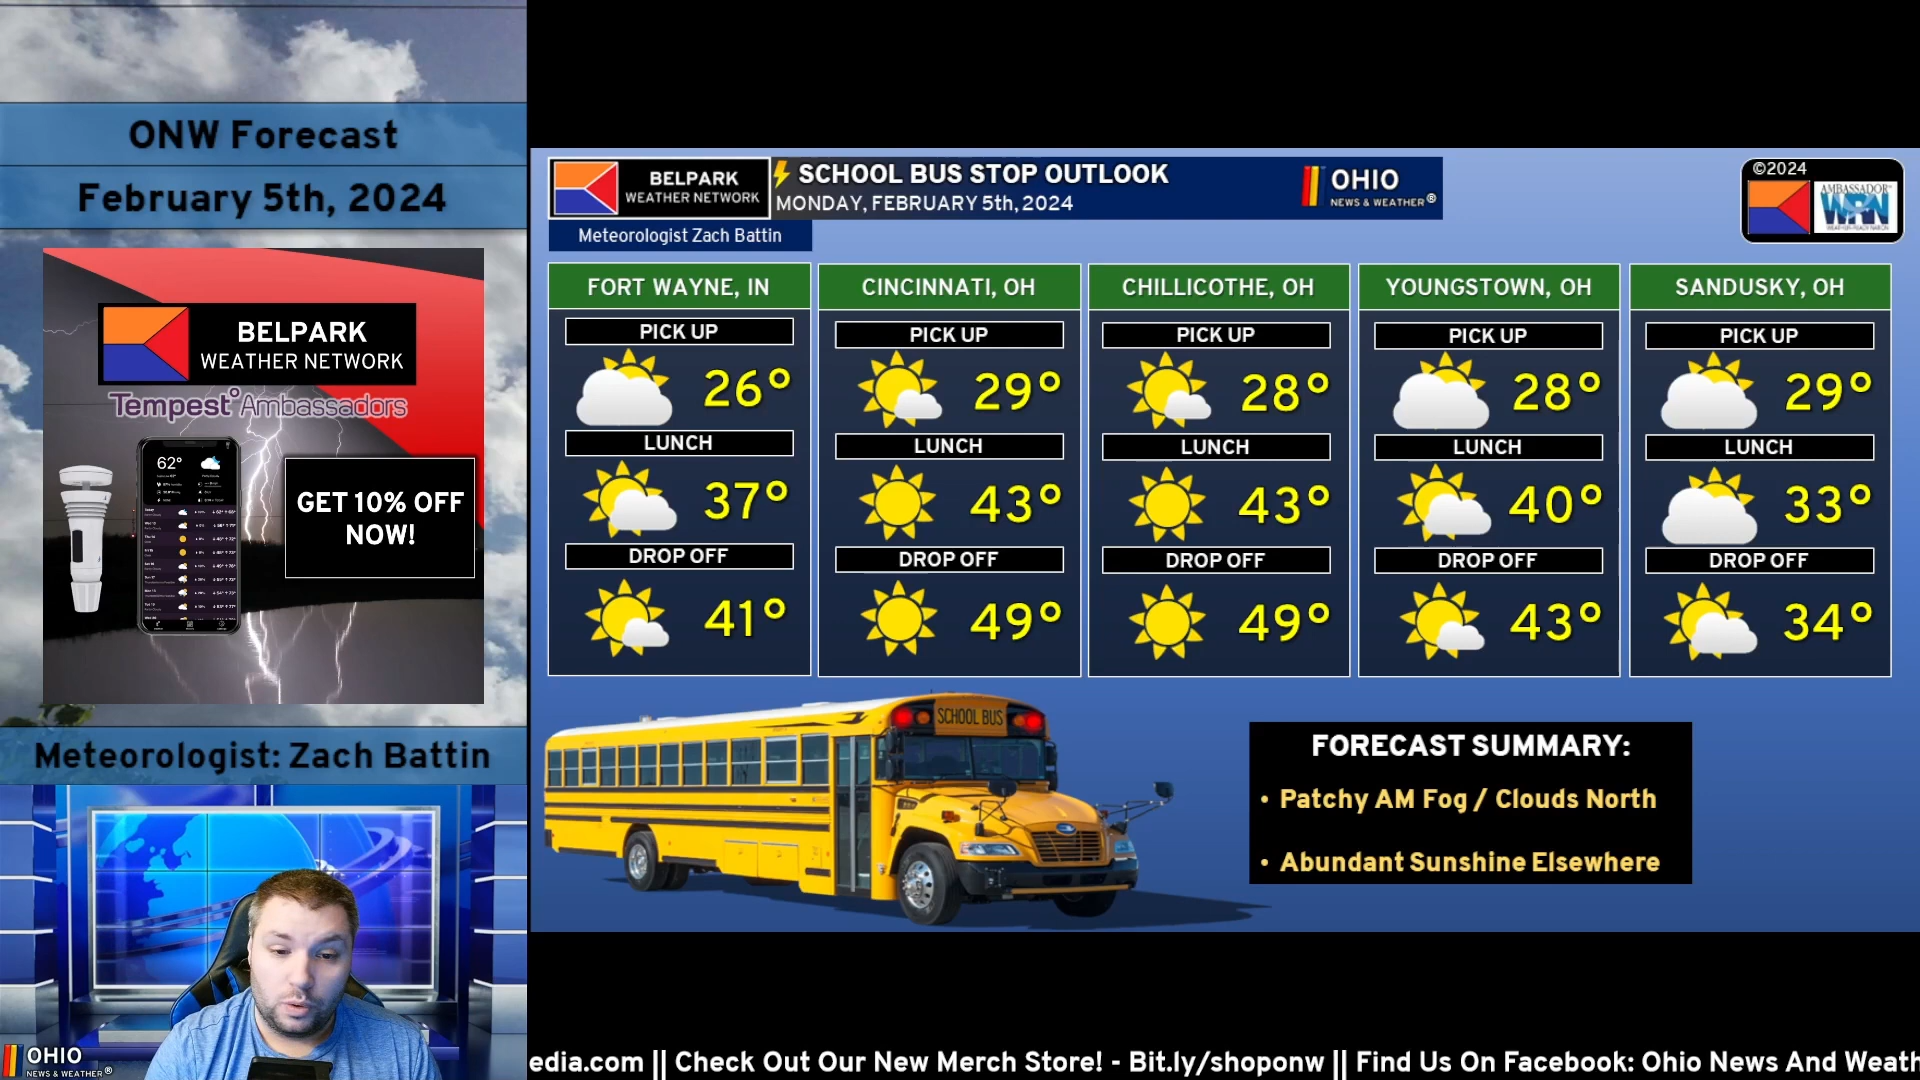 ONW Forecast
February 5th, 2024
BELPARK
WEATHER NETWORK
Tempest° Ambassadors
62°
GET 10% OFF
NOW!
Meteorologist: Zach Battin
OHIO
NEWS & WEATHER®
BELPARK
WEATHER NETWORK
SCHOOL BUS STOP OUTLOOK
MONDAY, FEBRUARY 5th, 2024
OHIO
NEWS & WEATHER®
Meteorologist Zach Battin
©2024
AMBASSADOR™
WRN
WEATHER-READY NATION
FORT WAYNE, IN
PICK UP
26°
LUNCH
37°
DROP OFF
41°
CINCINNATI, OH
PICK UP
29°
LUNCH
43°
DROP OFF
49°
CHILLICOTHE, OH
PICK UP
28°
LUNCH
43°
DROP OFF
49°
YOUNGSTOWN, OH
PICK UP
28°
LUNCH
40°
DROP OFF
43°
SANDUSKY, OH
PICK UP
29°
LUNCH
33°
DROP OFF
34°
SCHOOL BUS
FORECAST SUMMARY:
• Patchy AM Fog / Clouds North
• Abundant Sunshine Elsewhere
edia.com || Check Out Our New Merch Store! - Bit.ly/shoponw || Find Us On Facebook: Ohio News And Weath